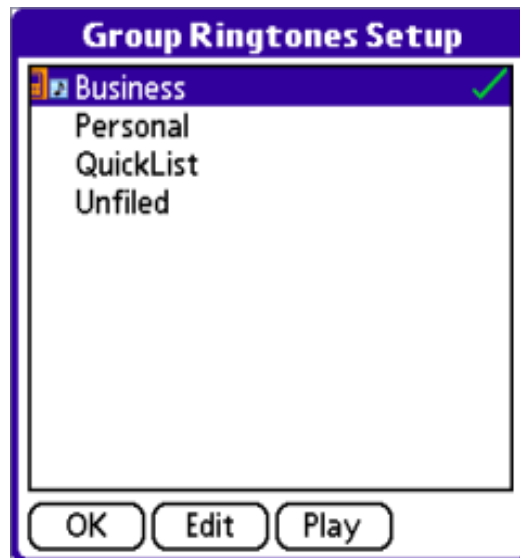 Group Ringtones Setup
Business
Personal
QuickList
Unfiled
OK Edit Play